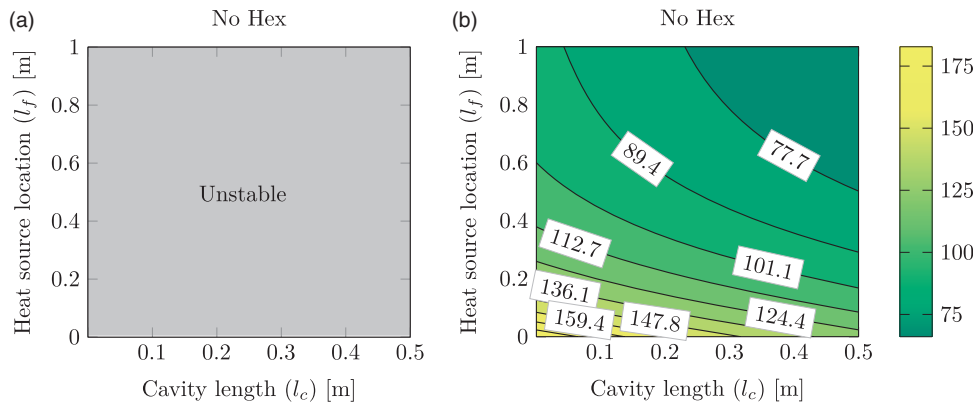 (a)
No Hex
Heat source location (l_f) [m]
1
0.8
0.6
0.4
0.2
0
Unstable
0.1 0.2 0.3 0.4 0.5
Cavity length (l_c) [m]
(b)
No Hex
Heat source location (l_f) [m]
1
0.8
0.6
0.4
0.2
0
77.7
89.4
101.1
112.7
124.4
136.1
147.8
159.4
0.1 0.2 0.3 0.4 0.5
Cavity length (l_c) [m]
175
150
125
100
75